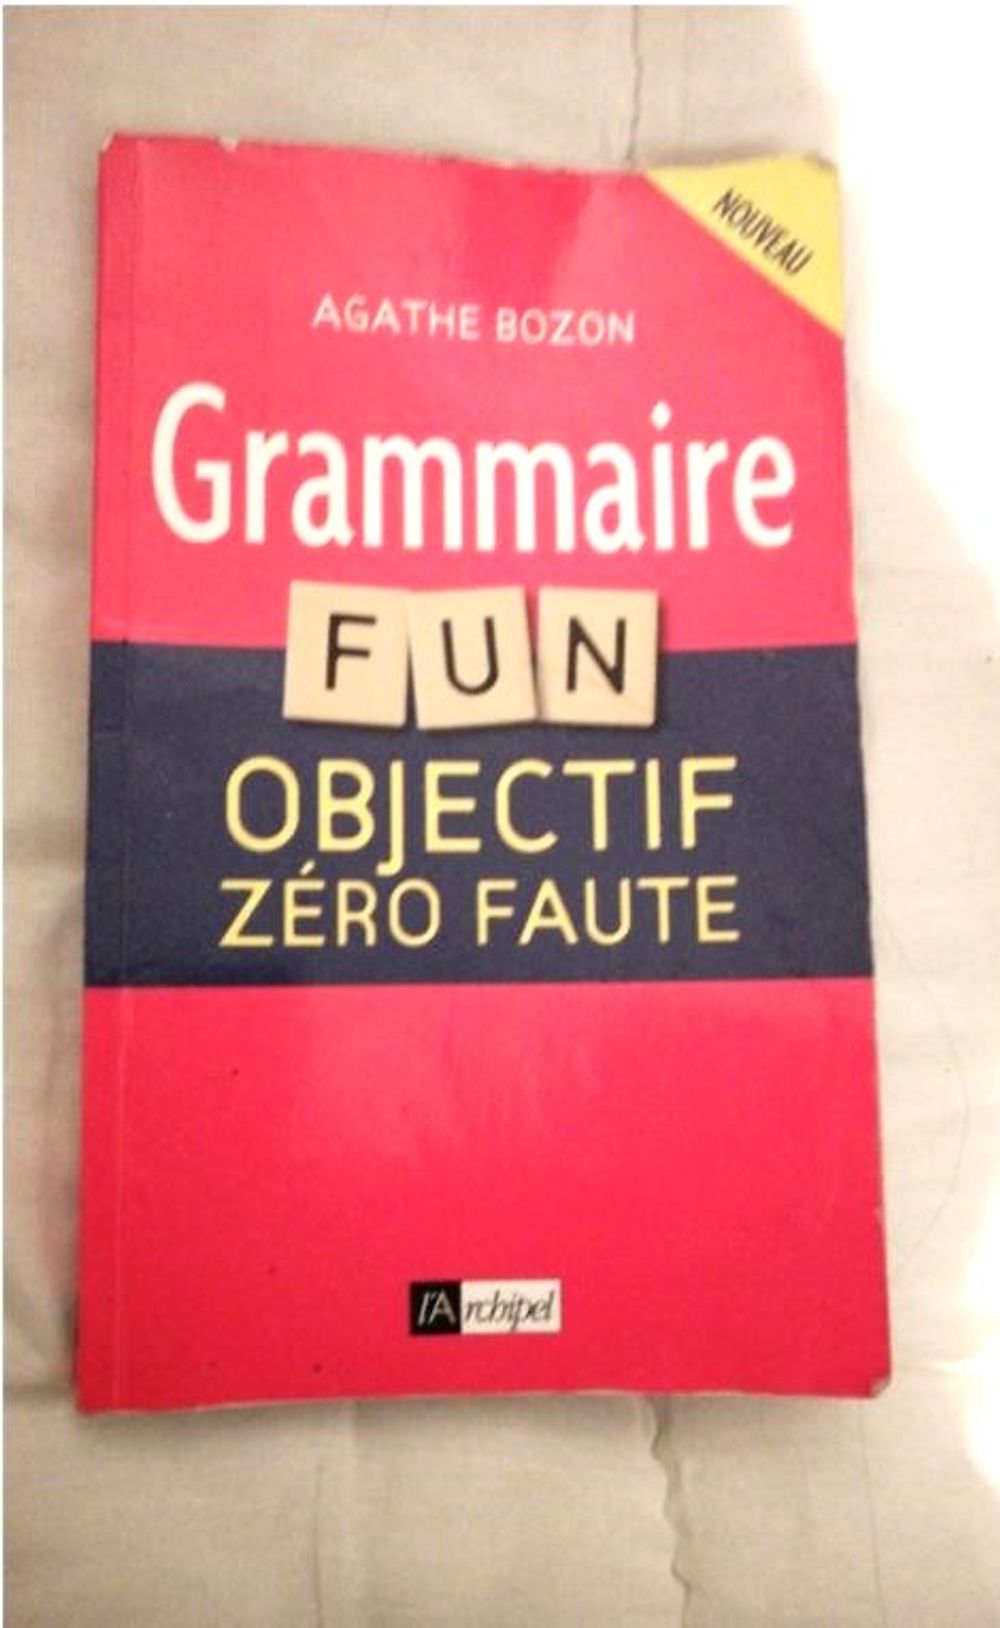 NOUVEAU
AGATHE BOZON
Grammaire
FUN
OBJECTIF
ZÉRO FAUTE
l'Archipel